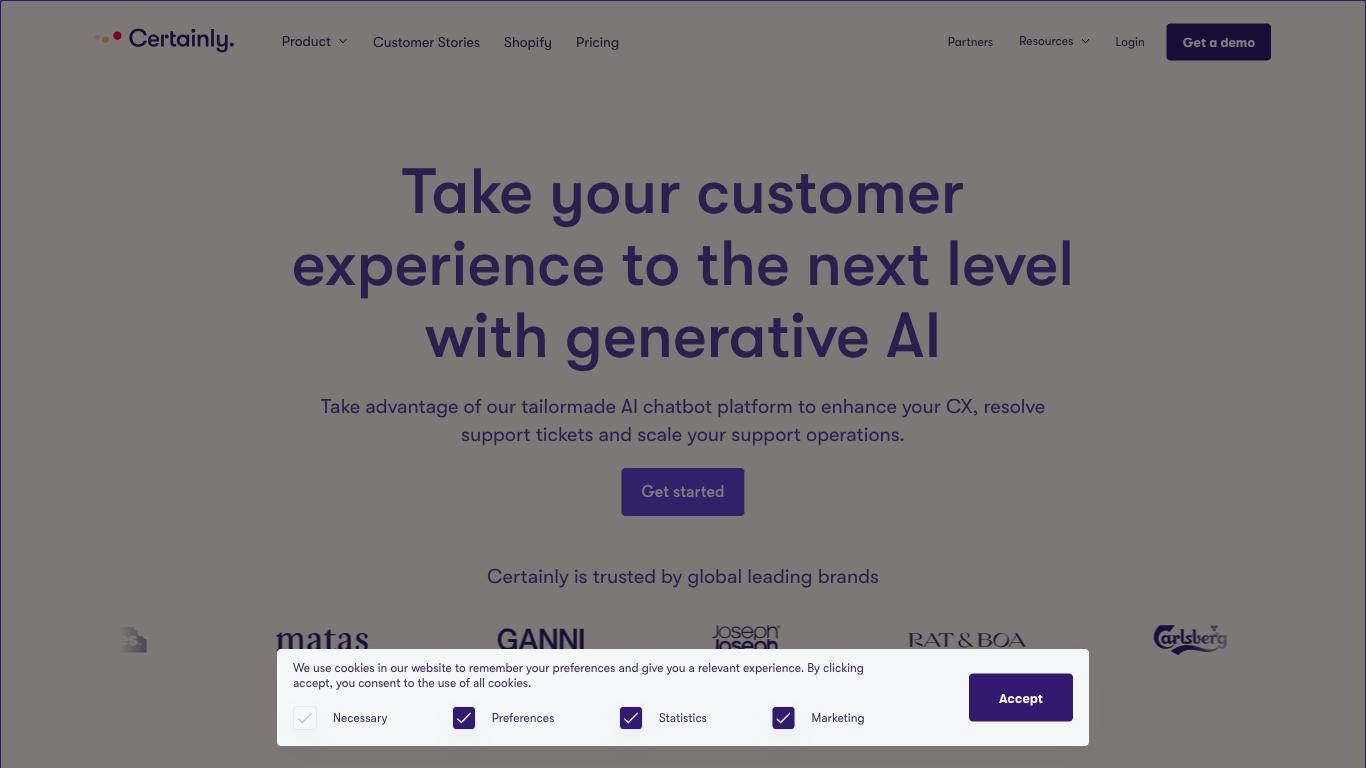 Certainly.
Product
Customer Stories
Shopify
Pricing
Partners
Resources
Login
Get a demo
Take your customer
experience to the next level
with generative AI
Take advantage of our tailormade AI chatbot platform to enhance your CX, resolve
support tickets and scale your support operations.
Get started
Certainly is trusted by global leading brands
matas
GANNI
Joseph
Joseph
RAT & BOA
Carlsberg
We use cookies in our website to remember your preferences and give you a relevant experience. By clicking
accept, you consent to the use of all cookies.
Necessary
Preferences
Statistics
Marketing
Accept